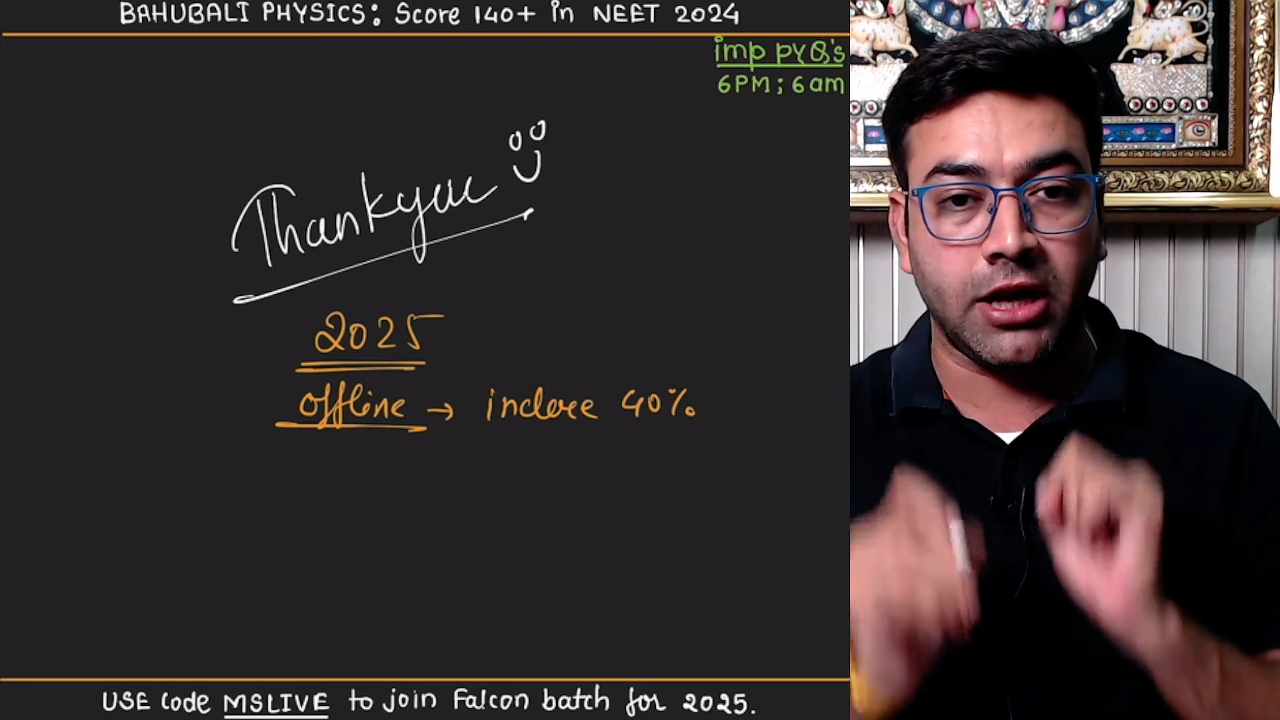 BAHUBALI PHYSICS: Score 140+ in NEET 2024
imp PYQ's
6PM ; 6am
Thankyou
2025
offline → inclere 40%
USE Code MSLIVE to join Falcon batch for 2025.